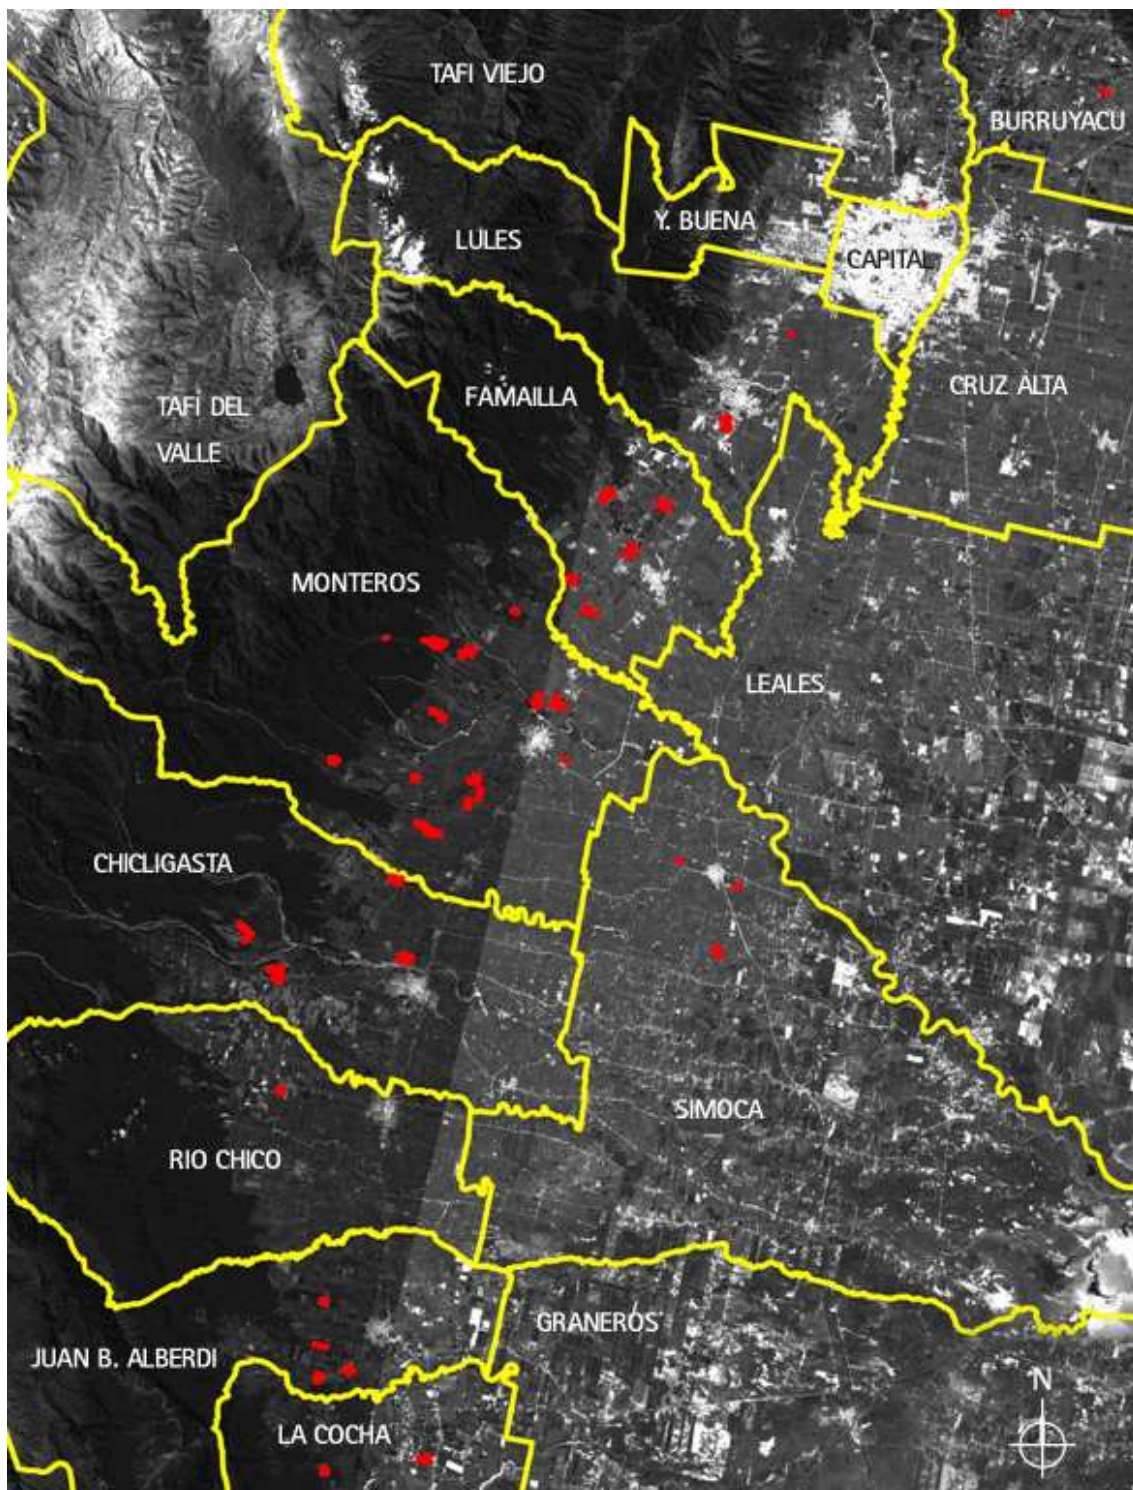 TAFI VIEJO
BURRUYACU
Y. BUENA
LULES
CAPITAL
CRUZ ALTA
FAMAILLA
TAFÍ DEL
VALLE
MONTEROS
LEALES
CHICLIGASTA
SIMOCA
RIO CHICO
GRANEROS
JUAN B. ALBERDI
N
LA COCHA